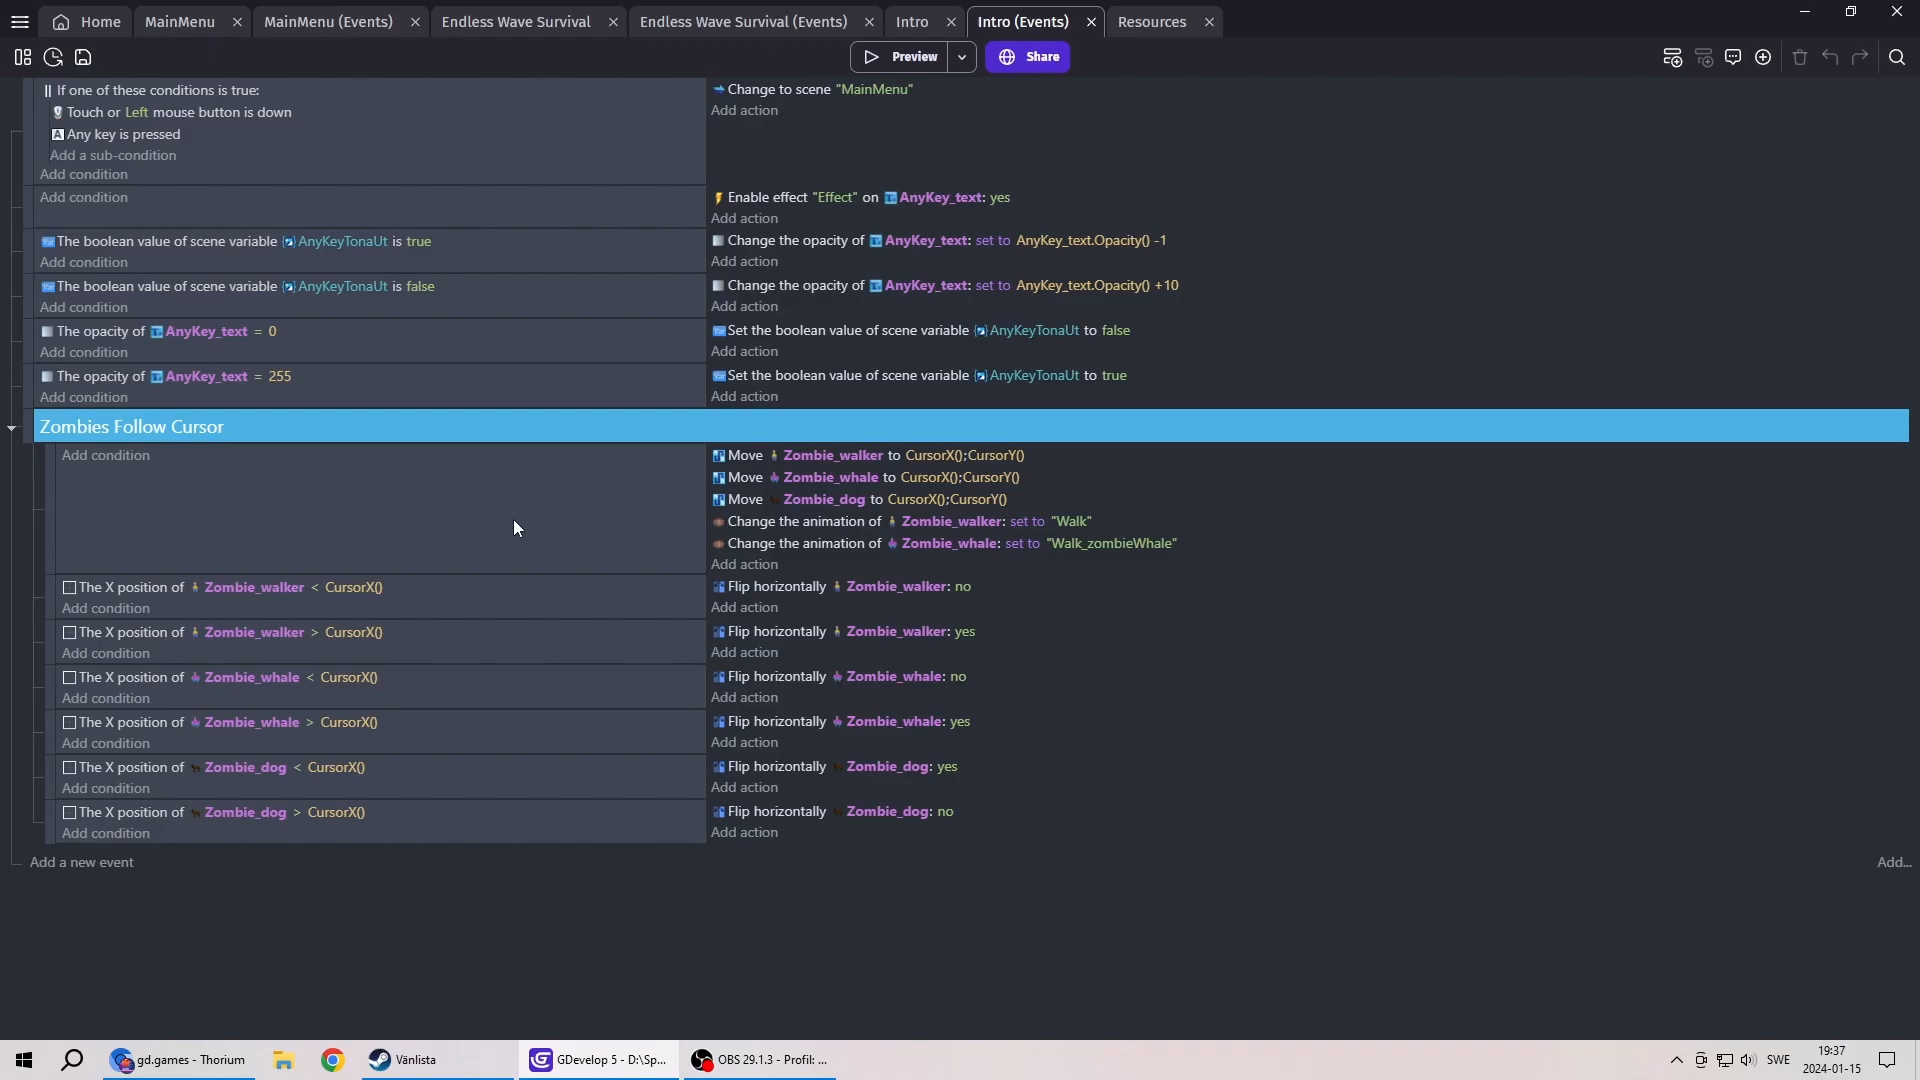 Home
MainMenu
MainMenu (Events)
Endless Wave Survival
Endless Wave Survival (Events)
Intro
Intro (Events)
Resources
Preview
Share
If one of these conditions is true:
Touch or Left mouse button is down
Any key is pressed
Add a sub-condition
Add condition
Change to scene "MainMenu"
Add action
Add condition
Enable effect "Effect" on AnyKey_text: yes
Add action
The boolean value of scene variable AnyKeyTonaUt is true
Add condition
Change the opacity of AnyKey_text: set to AnyKey_text.Opacity() -1
Add action
The boolean value of scene variable AnyKeyTonaUt is false
Add condition
Change the opacity of AnyKey_text: set to AnyKey_text.Opacity() +10
Add action
The opacity of AnyKey_text = 0
Add condition
Set the boolean value of scene variable AnyKeyTonaUt to false
Add action
The opacity of AnyKey_text = 255
Add condition
Set the boolean value of scene variable AnyKeyTonaUt to true
Add action
Zombies Follow Cursor
Add condition
Move Zombie_walker to CursorX();CursorY()
Move Zombie_whale to CursorX();CursorY()
Move Zombie_dog to CursorX();CursorY()
Change the animation of Zombie_walker: set to "Walk"
Change the animation of Zombie_whale: set to "Walk_zombieWhale"
Add action
The X position of Zombie_walker < CursorX()
Add condition
Flip horizontally Zombie_walker: no
Add action
The X position of Zombie_walker > CursorX()
Add condition
Flip horizontally Zombie_walker: yes
Add action
The X position of Zombie_whale < CursorX()
Add condition
Flip horizontally Zombie_whale: no
Add action
The X position of Zombie_whale > CursorX()
Add condition
Flip horizontally Zombie_whale: yes
Add action
The X position of Zombie_dog < CursorX()
Add condition
Flip horizontally Zombie_dog: yes
Add action
The X position of Zombie_dog > CursorX()
Add condition
Flip horizontally Zombie_dog: no
Add action
Add a new event
Add...
gd.games - Thorium
Vänlista
GDevelop 5 - D:\Sp...
OBS 29.1.3 - Profil: ...
SWE
19:37
2024-01-15